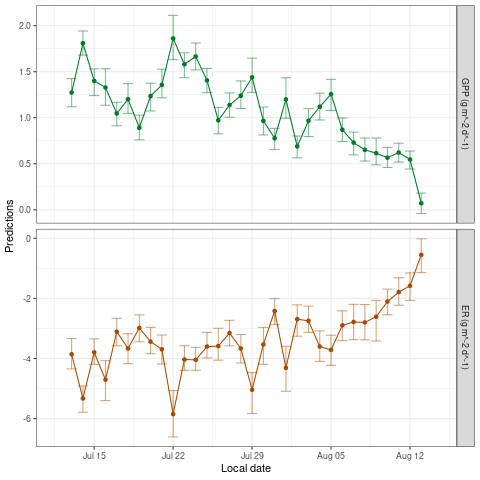 2.0
1.5
1.0
0.5
0.0
GPP (g m^-2 d^-1)
Predictions
0
-2
-4
-6
ER (g m^-2 d^-1)
Jul 15
Jul 22
Jul 29
Aug 05
Aug 12
Local date